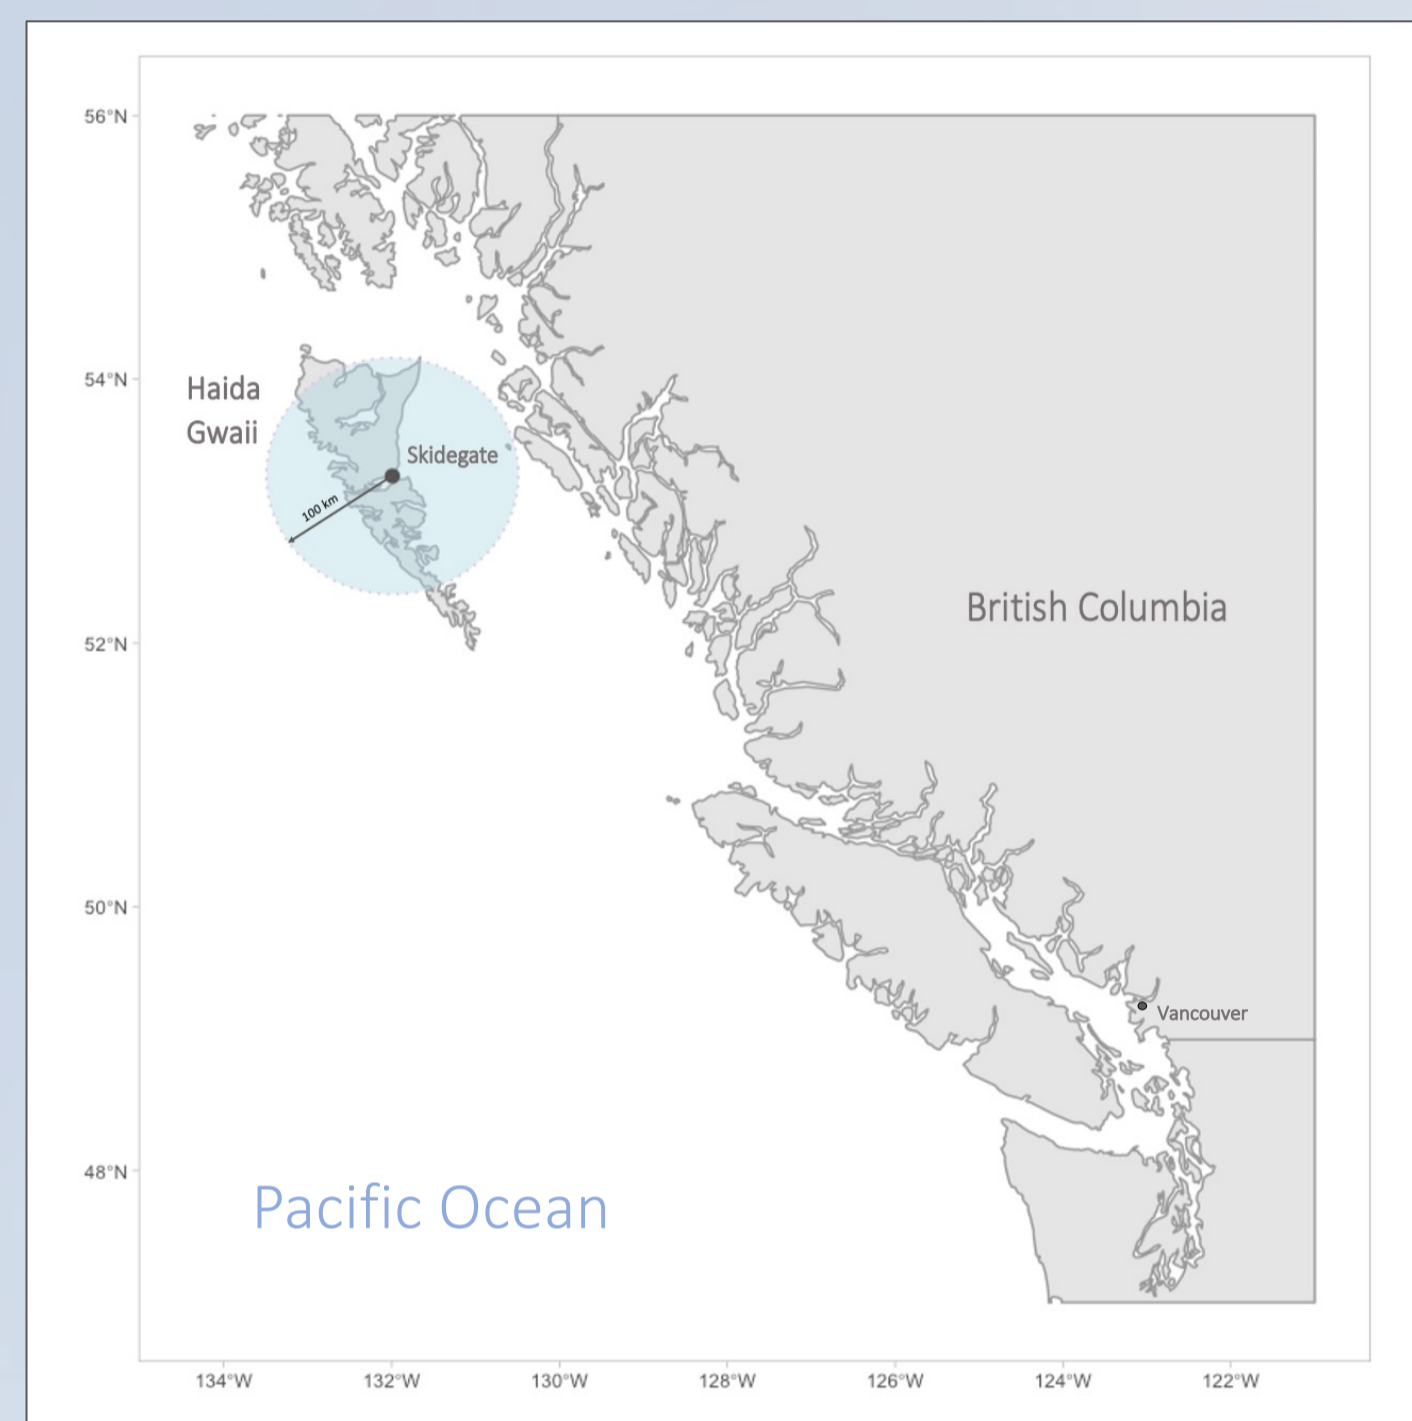 56°N
54°N
Haida
Gwaii
Skidegate
100 km
British Columbia
52°N
50°N
Vancouver
48°N
Pacific Ocean
134°W 132°W 130°W 128°W 126°W 124°W 122°W